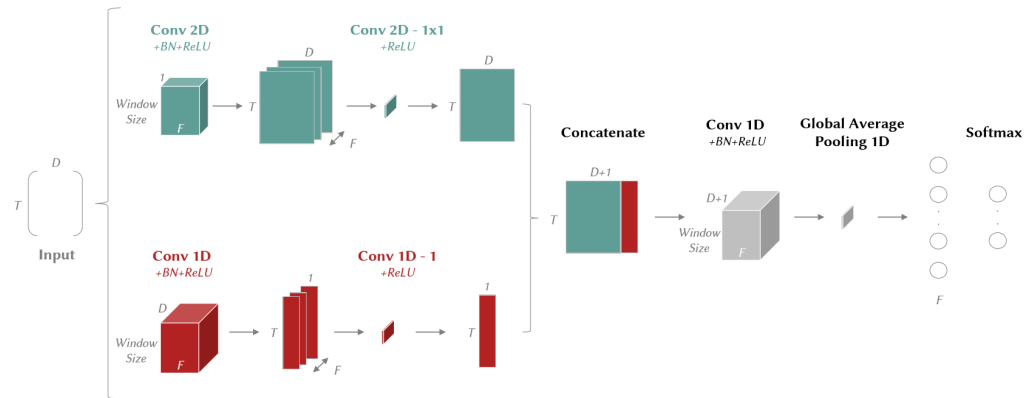 Conv 2D
+BN+ReLU
Conv 2D - 1x1
+ReLU
1
Window
Size
F
D
T
F
D
T
D
T
Input
Concatenate
D+1
T
Conv 1D
+BN+ReLU
D+1
Window
Size
F
Global Average
Pooling 1D
Softmax
F
Conv 1D
+BN+ReLU
Conv 1D - 1
+ReLU
D
Window
Size
F
1
T
F
1
T